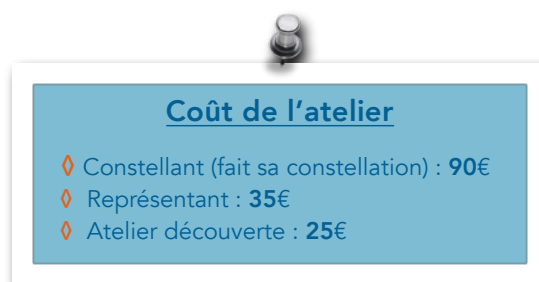 Coût de l'atelier
◊ Constellant (fait sa constellation) : 90€
◊ Représentant : 35€
◊ Atelier découverte : 25€